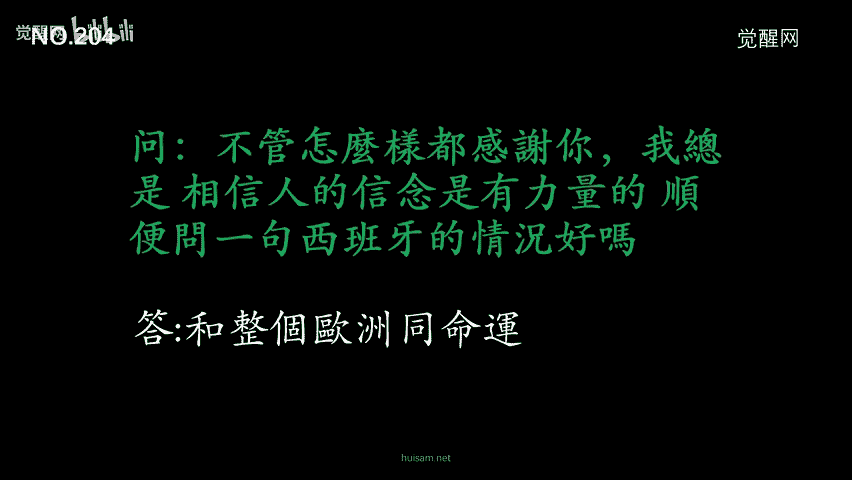 觉醒网 bilibili
NO.204
觉醒网
问：不管怎麼樣都感謝你，我總
是 相信人的信念是有力量的 順
便問一句西班牙的情況好嗎
答:和整個歐洲同命運
huisam.net